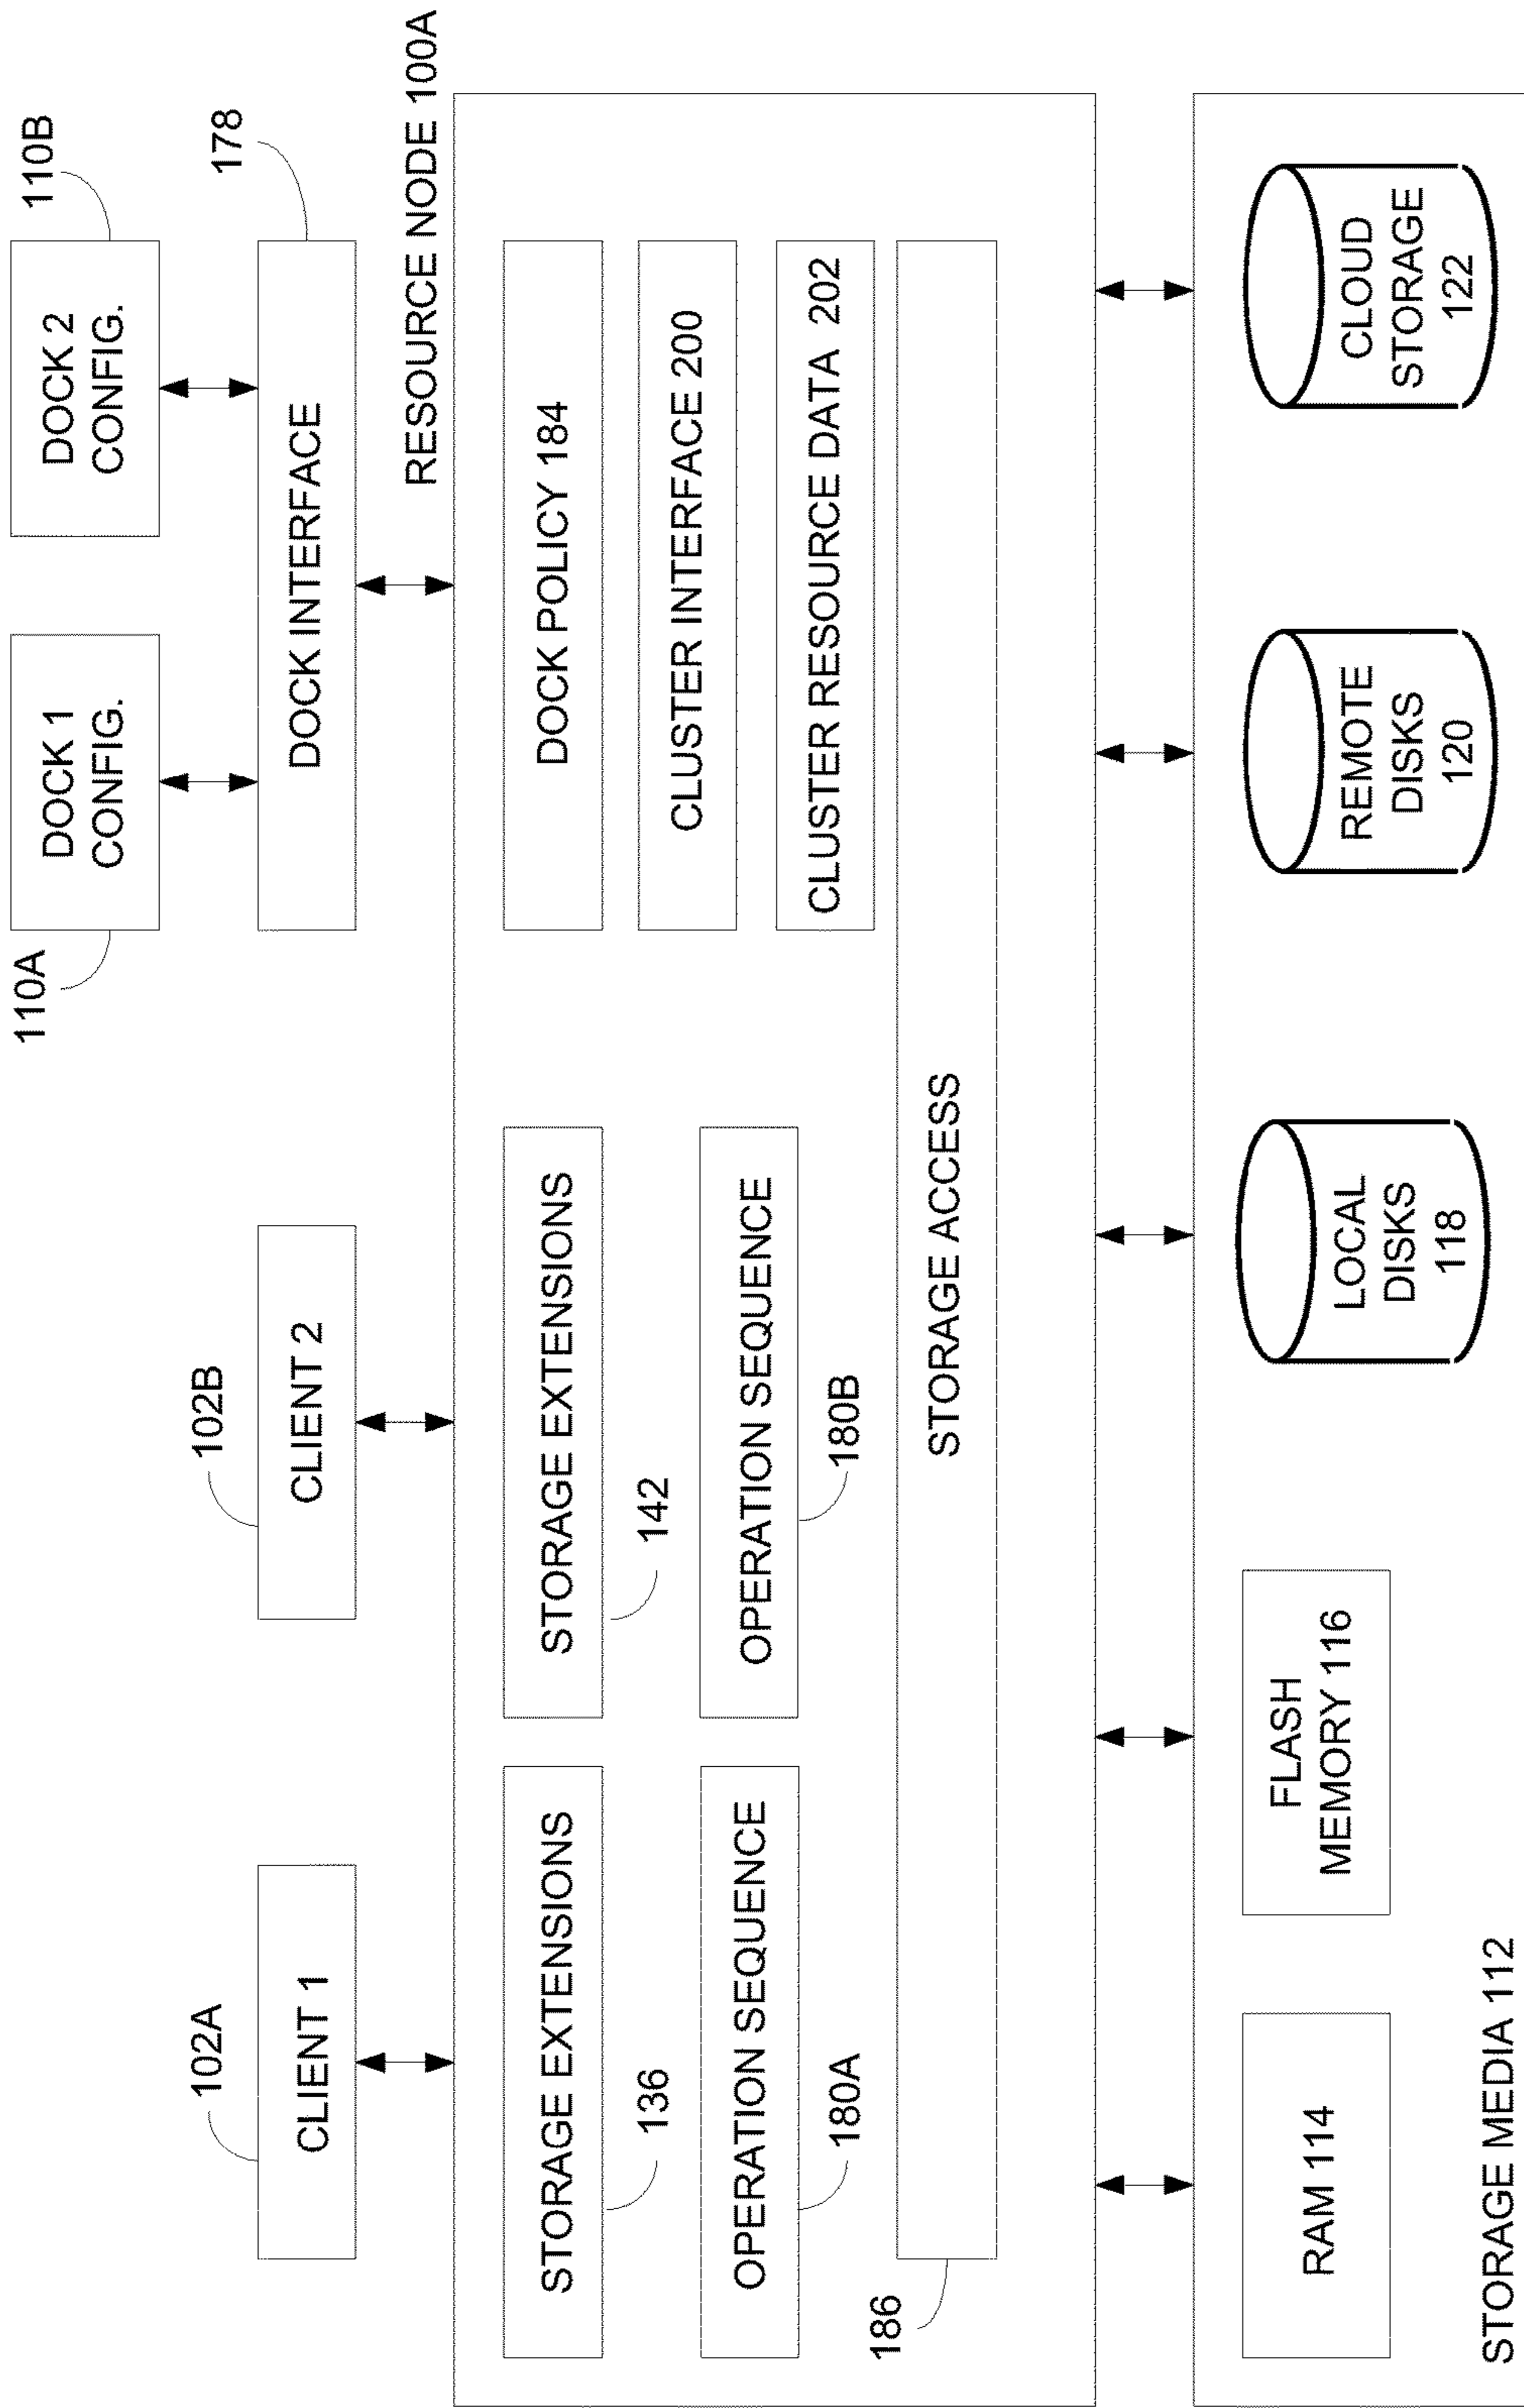 110A
DOCK 1
CONFIG.
DOCK 2
CONFIG.
110B
102A
CLIENT 1
102B
CLIENT 2
DOCK INTERFACE
178
RESOURCE NODE 100A
STORAGE EXTENSIONS
136
STORAGE EXTENSIONS
142
DOCK POLICY 184
CLUSTER INTERFACE 200
OPERATION SEQUENCE
180A
OPERATION SEQUENCE
180B
CLUSTER RESOURCE DATA 202
186
STORAGE ACCESS
RAM 114
FLASH
MEMORY 116
LOCAL
DISKS
118
REMOTE
DISKS
120
CLOUD
STORAGE
122
STORAGE MEDIA 112